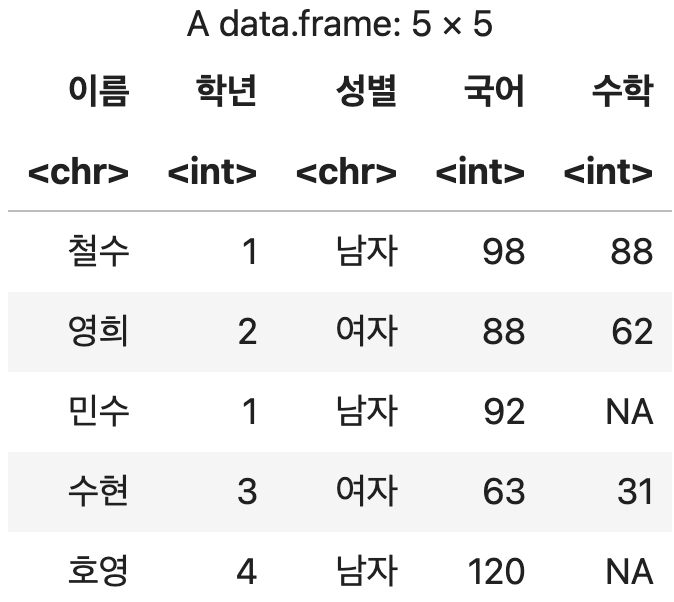 A data.frame: 5 × 5
이름 학년 성별 국어 수학
<chr> <int> <chr> <int> <int>
철수 1 남자 98 88
영희 2 여자 88 62
민수 1 남자 92 NA
수현 3 여자 63 31
호영 4 남자 120 NA